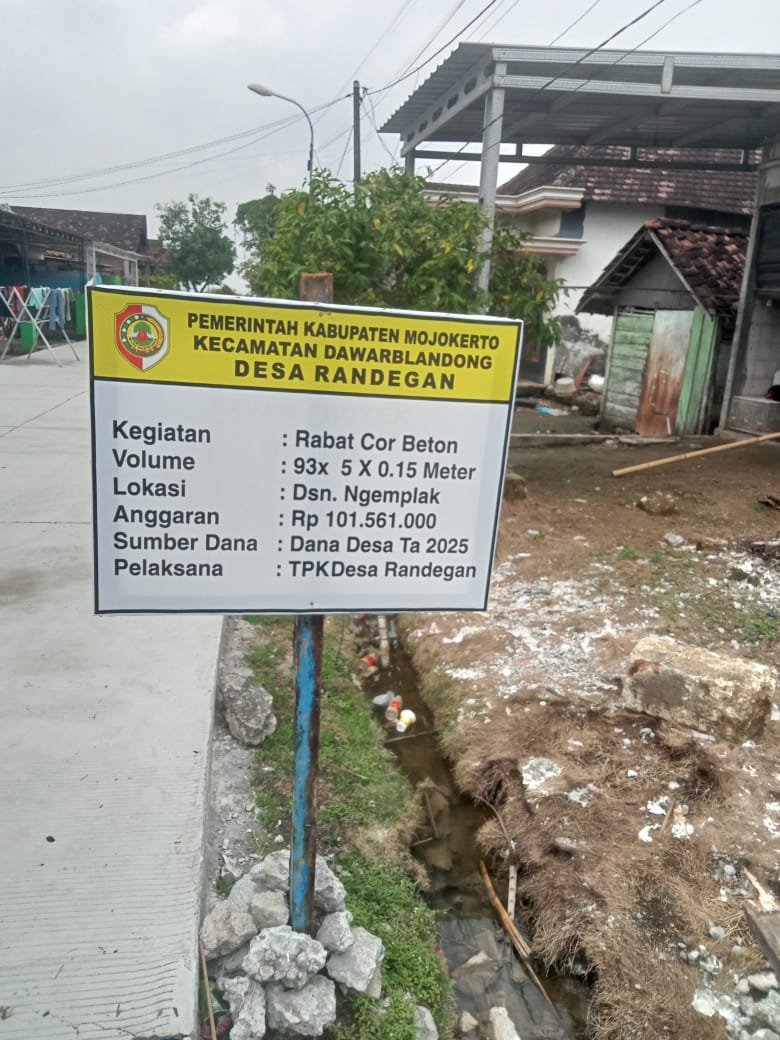 PEMERINTAH KABUPATEN MOJOKERTO
KECAMATAN DAWARBLANDONG
DESA RANDEGAN
Kegiatan : Rabat Cor Beton
Volume : 93x 5 X 0.15 Meter
Lokasi : Dsn. Ngemplak
Anggaran : Rp 101.561.000
Sumber Dana : Dana Desa Ta 2025
Pelaksana : TPKDesa Randegan